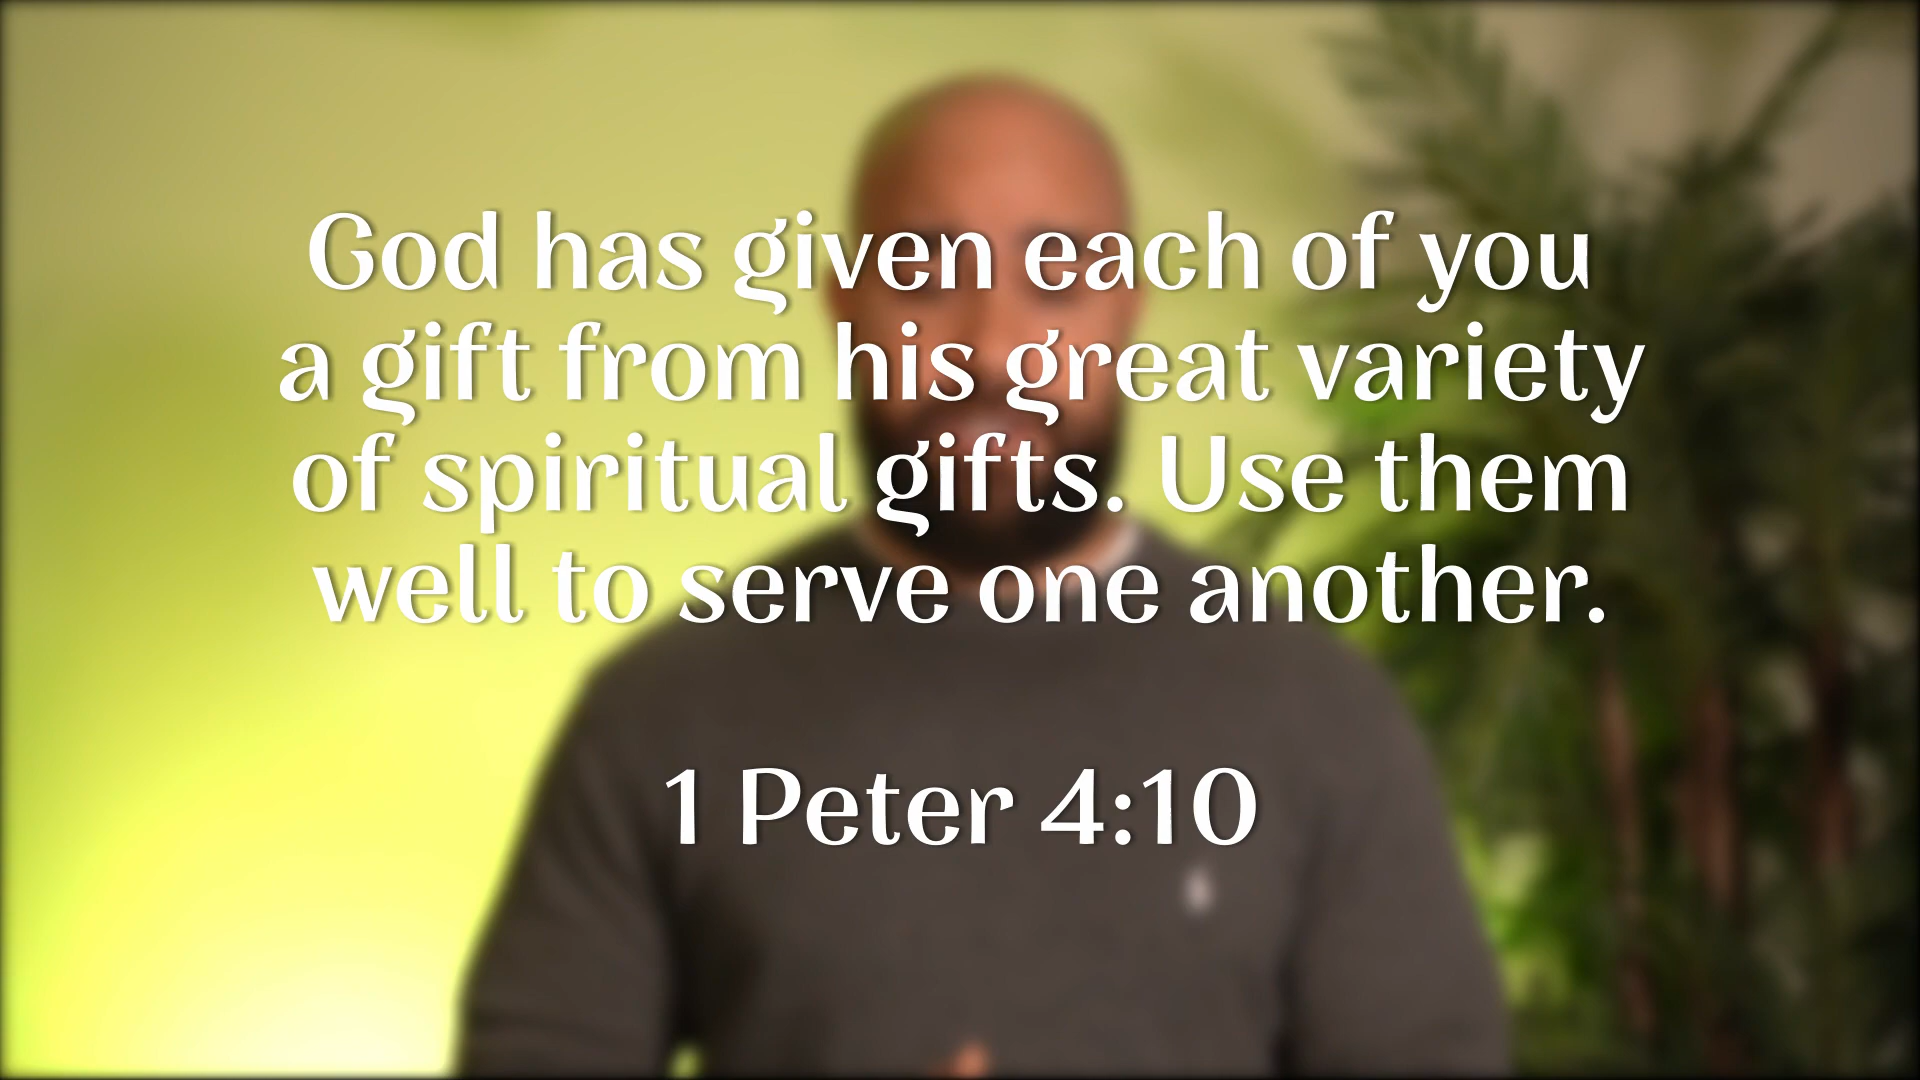 God has given each of you
a gift from his great variety
of spiritual gifts. Use them
well to serve one another.
1 Peter 4:10